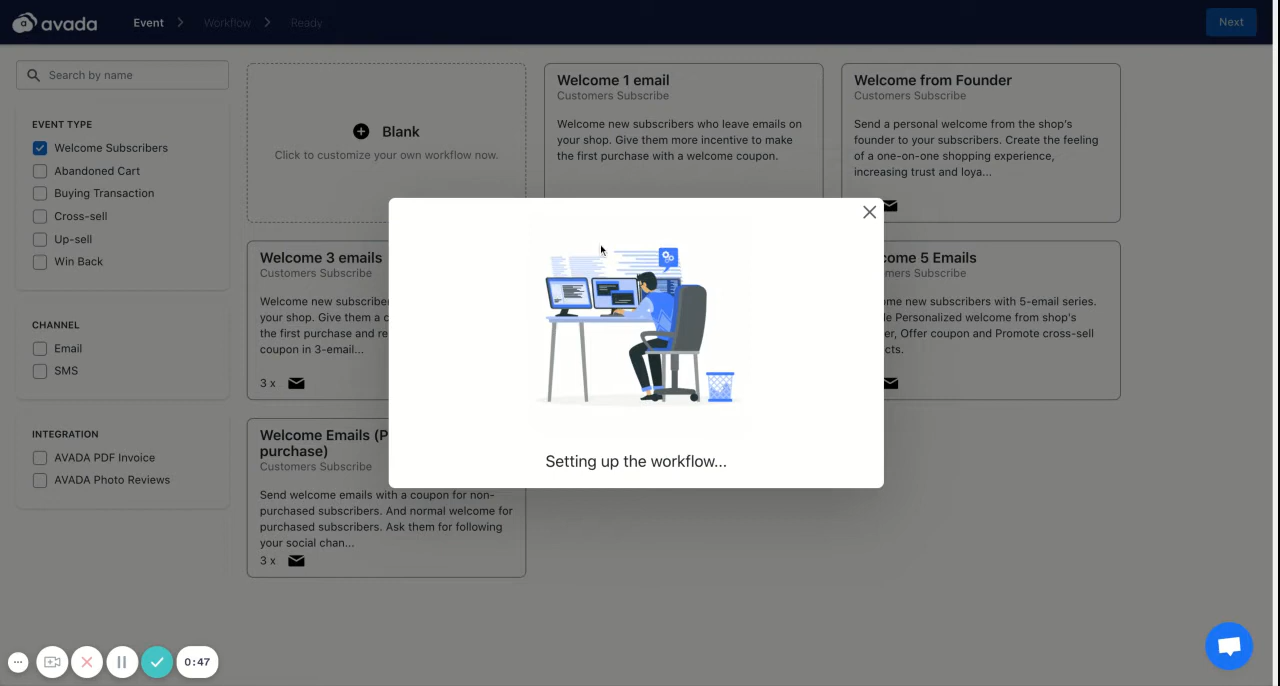 avada
Event
Workflow
Ready
Next
Search by name
EVENT TYPE
Welcome Subscribers
Abandoned Cart
Buying Transaction
Cross-sell
Up-sell
Win Back
CHANNEL
Email
SMS
INTEGRATION
AVADA PDF Invoice
AVADA Photo Reviews
Blank
Click to customize your own workflow now.
Welcome 1 email
Customers Subscribe
Welcome new subscribers who leave emails on
your shop. Give them more incentive to make
the first purchase with a welcome coupon.
Welcome from Founder
Customers Subscribe
Send a personal welcome from the shop's
founder to your subscribers. Create the feeling
of a one-on-one shopping experience,
increasing trust and loya...
Welcome 3 emails
Customers Subscribe
Welcome new subscribe
your shop. Give them a c
the first purchase and re
coupon in 3-email...
3 x
come 5 Emails
mers Subscribe
me new subscribers with 5-email series.
le Personalized welcome from shop's
er, Offer coupon and Promote cross-sell
cts.
Setting up the workflow...
Welcome Emails (P
purchase)
Customers Subscribe
Send welcome emails with a coupon for non-
purchased subscribers. And normal welcome for
purchased subscribers. Ask them for following
your social chan...
3 x
0:47